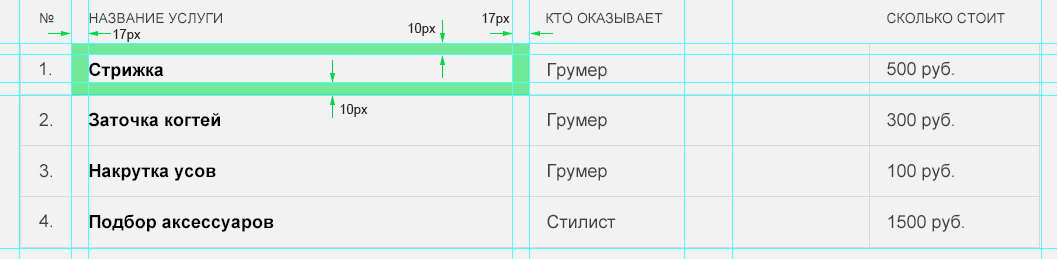 № НАЗВАНИЕ УСЛУГИ 17px КТО ОКАЗЫВАЕТ СКОЛЬКО СТОИТ
17px 10px
1. Стрижка Грумер 500 руб.
10px
2. Заточка когтей Грумер 300 руб.
3. Накрутка усов Грумер 100 руб.
4. Подбор аксессуаров Стилист 1500 руб.